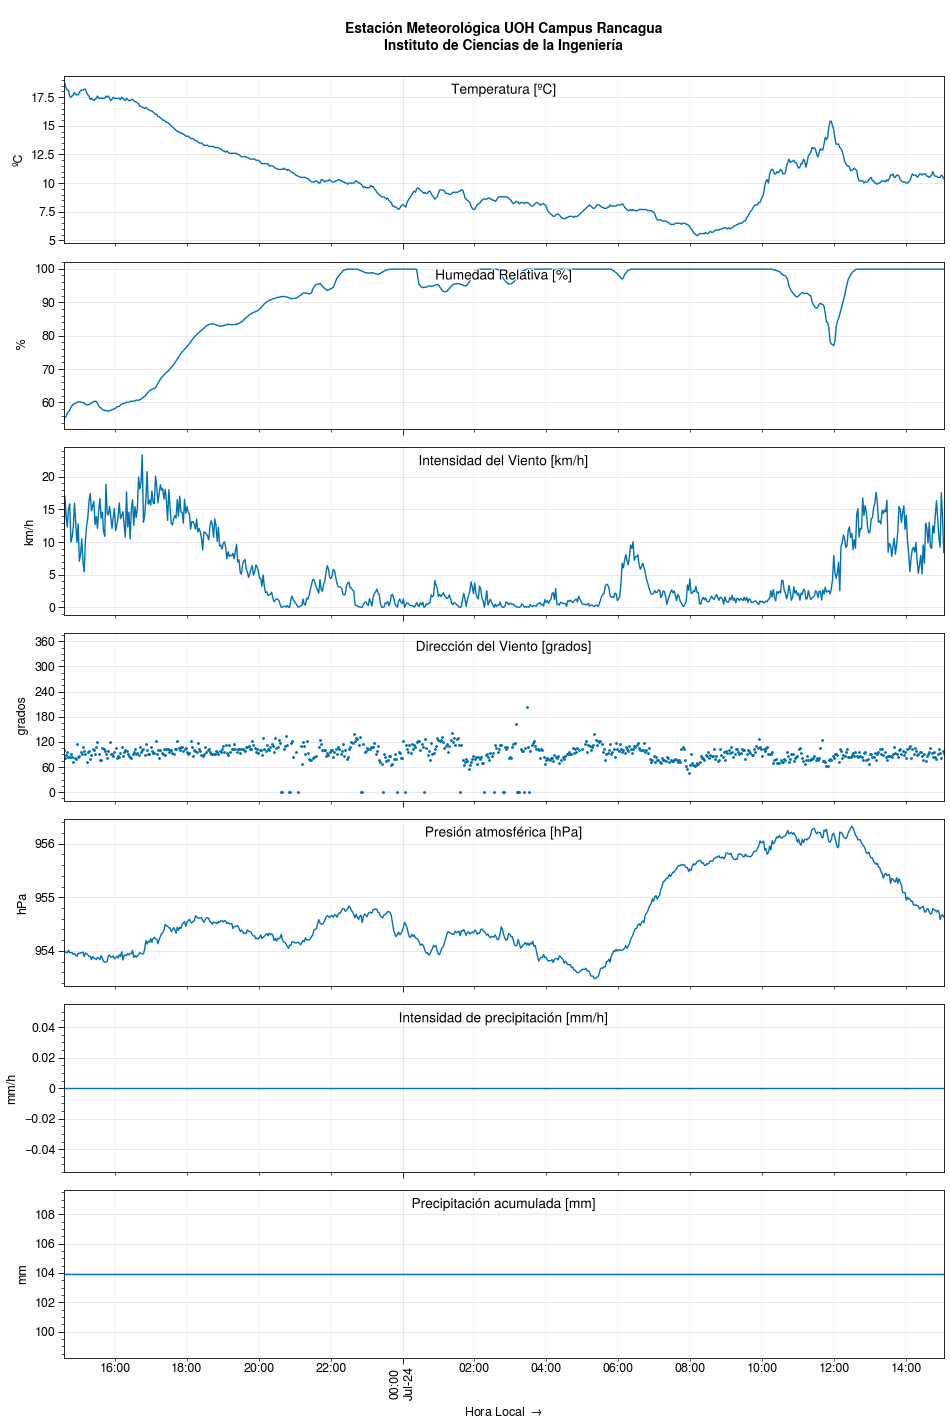 Estación Meteorológica UOH Campus Rancagua
Instituto de Ciencias de la Ingeniería
Temperatura [ºC]
17.5
15
12.5
10
7.5
5
ºC
Humedad Relativa [%]
100
90
80
70
60
%
Intensidad del Viento [km/h]
20
15
10
5
0
km/h
Dirección del Viento [grados]
360
300
240
180
120
60
0
grados
Presión atmosférica [hPa]
956
955
954
hPa
Intensidad de precipitación [mm/h]
0.04
0.02
0
−0.02
−0.04
mm/h
Precipitación acumulada [mm]
108
106
104
102
100
mm
16:00 18:00 20:00 22:00 00:00 02:00 04:00 06:00 08:00 10:00 12:00 14:00
Jul-24
Hora Local →